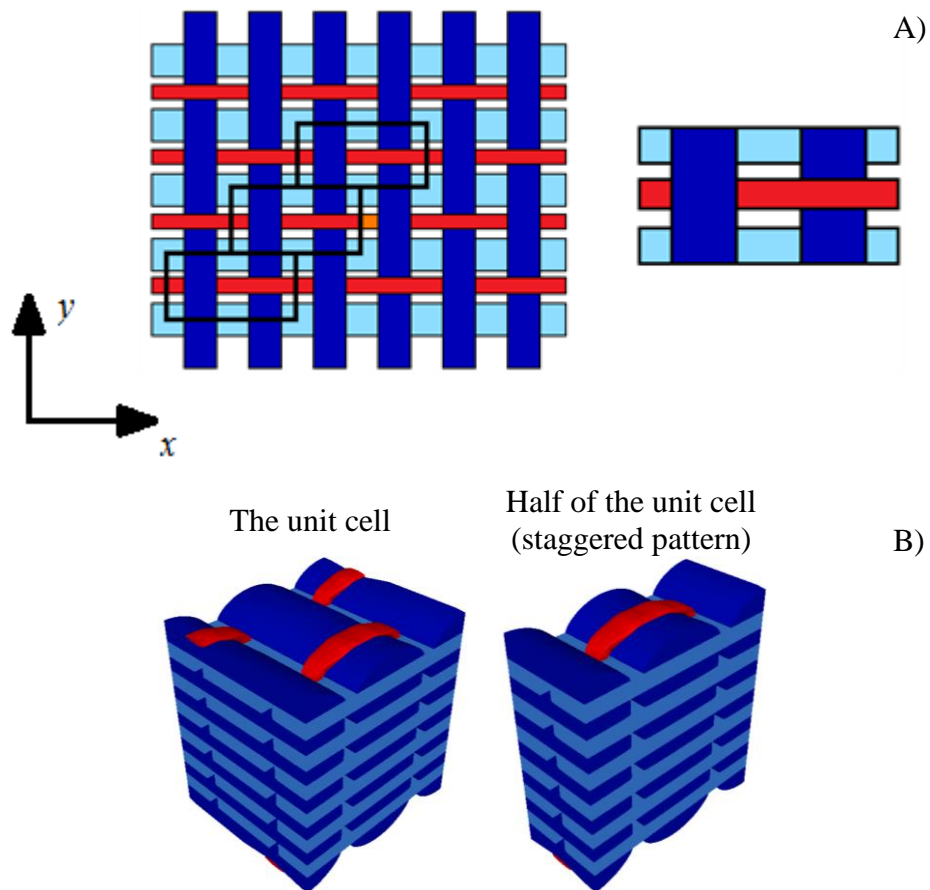 A)
y
x
The unit cell
Half of the unit cell
(staggered pattern)
B)